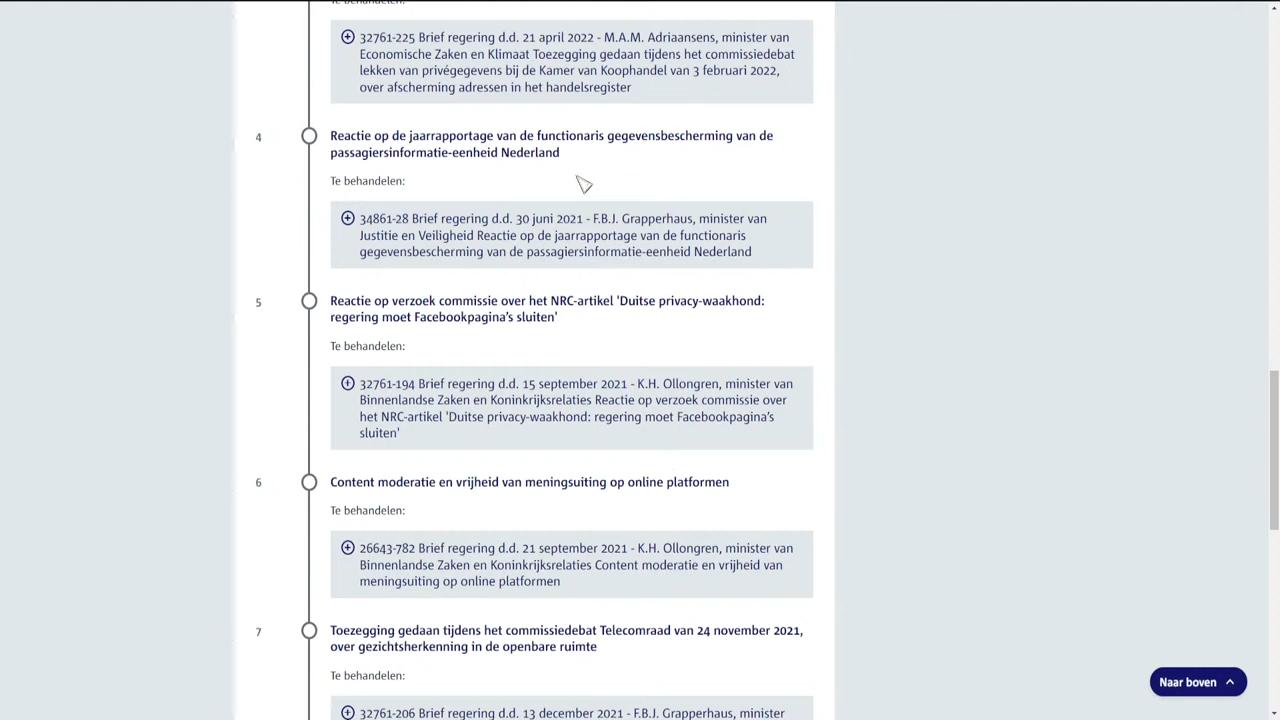 Te behandelen:
32761-225 Brief regering d.d. 21 april 2022 - M.A.M. Adriaansens, minister van
Economische Zaken en Klimaat Toezegging gedaan tijdens het commissiedebat
lekken van privégegevens bij de Kamer van Koophandel van 3 februari 2022,
over afscherming adressen in het handelsregister
4
Reactie op de jaarrapportage van de functionaris gegevensbescherming van de
passagiersinformatie-eenheid Nederland
Te behandelen:
34861-28 Brief regering d.d. 30 juni 2021 - F.B.J. Grapperhaus, minister van
Justitie en Veiligheid Reactie op de jaarrapportage van de functionaris
gegevensbescherming van de passagiersinformatie-eenheid Nederland
5
Reactie op verzoek commissie over het NRC-artikel 'Duitse privacy-waakhond:
regering moet Facebookpagina’s sluiten'
Te behandelen:
32761-194 Brief regering d.d. 15 september 2021 - K.H. Ollongren, minister van
Binnenlandse Zaken en Koninkrijksrelaties Reactie op verzoek commissie over
het NRC-artikel 'Duitse privacy-waakhond: regering moet Facebookpagina’s
sluiten'
6
Content moderatie en vrijheid van meningsuiting op online platformen
Te behandelen:
26643-782 Brief regering d.d. 21 september 2021 - K.H. Ollongren, minister van
Binnenlandse Zaken en Koninkrijksrelaties Content moderatie en vrijheid van
meningsuiting op online platformen
7
Toezegging gedaan tijdens het commissiedebat Telecomraad van 24 november 2021,
over gezichtsherkenning in de openbare ruimte
Te behandelen:
32761-206 Brief regering d.d. 13 december 2021 - F.B.J. Grapperhaus, minister
Naar boven